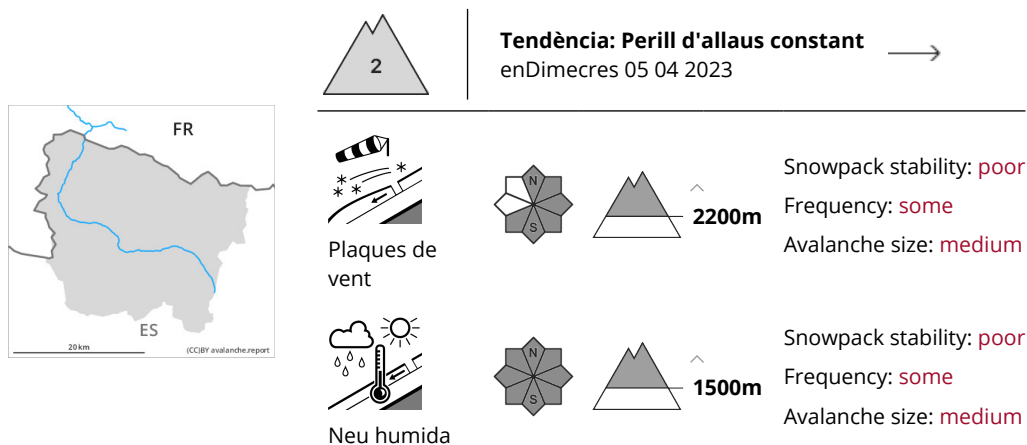 2
Tendència: Perill d'allaus constant
enDimecres 05 04 2023
FR
ES
20 km
(CC)BY avalanche.report
N
S
2200m
Snowpack stability: poor
Frequency: some
Avalanche size: medium
Plaques de
vent
N
S
1500m
Snowpack stability: poor
Frequency: some
Avalanche size: medium
Neu humida